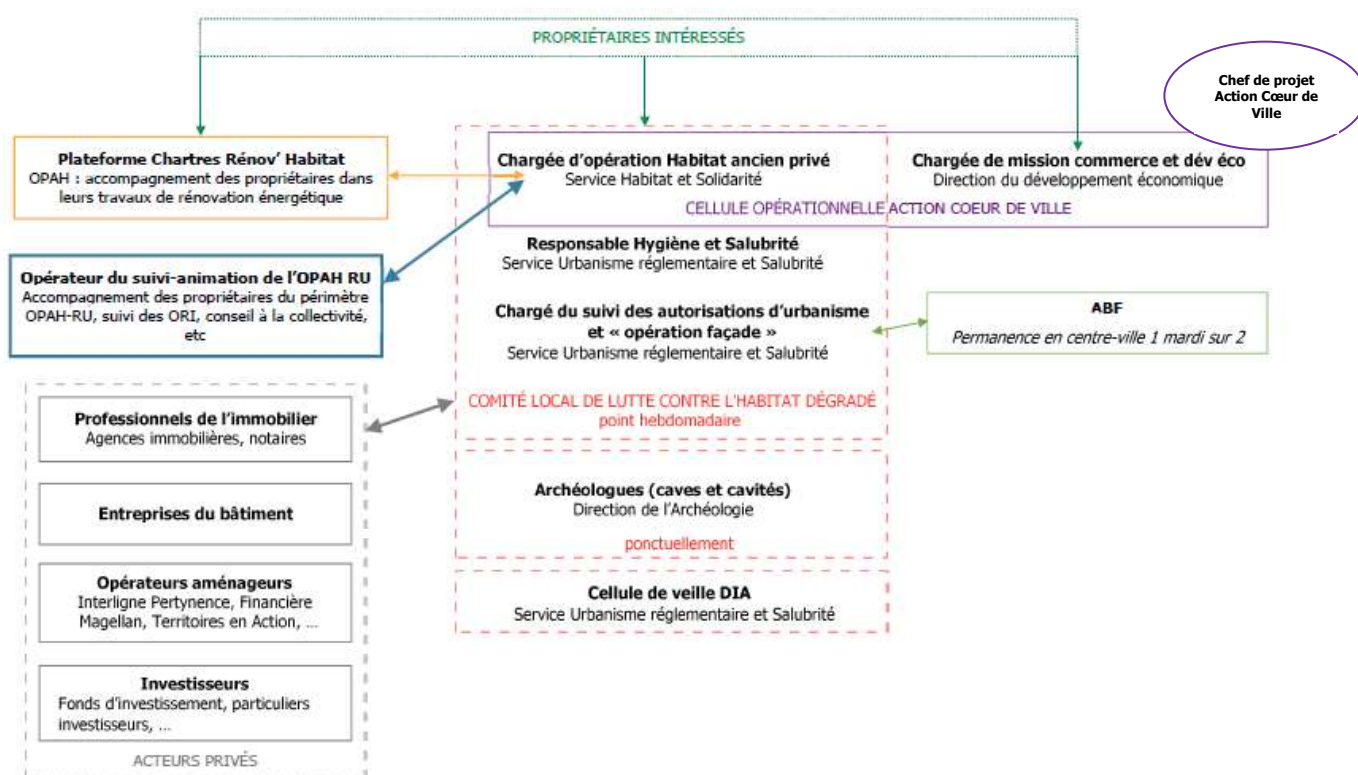 PROPRIÉTAIRES INTÉRESSÉS
Chef de projet
Action Cœur de
Ville
Plateforme Chartres Rénov’ Habitat
OPAH : accompagnement des propriétaires dans
leurs travaux de rénovation énergétique
Chargée d’opération Habitat ancien privé
Service Habitat et Solidarité
Chargée de mission commerce et dév éco
Direction du développement économique
CELLULE OPÉRATIONNELLE ACTION COEUR DE VILLE
Opérateur du suivi-animation de l’OPAH RU
Accompagnement des propriétaires du périmètre
OPAH-RU, suivi des ORI, conseil à la collectivité,
etc
Responsable Hygiène et Salubrité
Service Urbanisme réglementaire et Salubrité
Chargé du suivi des autorisations d’urbanisme
et « opération façade »
Service Urbanisme réglementaire et Salubrité
ABF
Permanence en centre-ville 1 mardi sur 2
COMITÉ LOCAL DE LUTTE CONTRE L'HABITAT DÉGRADÉ
point hebdomadaire
Professionnels de l’immobilier
Agences immobilières, notaires
Entreprises du bâtiment
Opérateurs aménageurs
Interligne Pertynence, Financière
Magellan, Territoires en Action, ...
Investisseurs
Fonds d’investissement, particuliers
investisseurs, ...
ACTEURS PRIVÉS
Archéologues (caves et cavités)
Direction de l’Archéologie
ponctuellement
Cellule de veille DIA
Service Urbanisme réglementaire et Salubrité